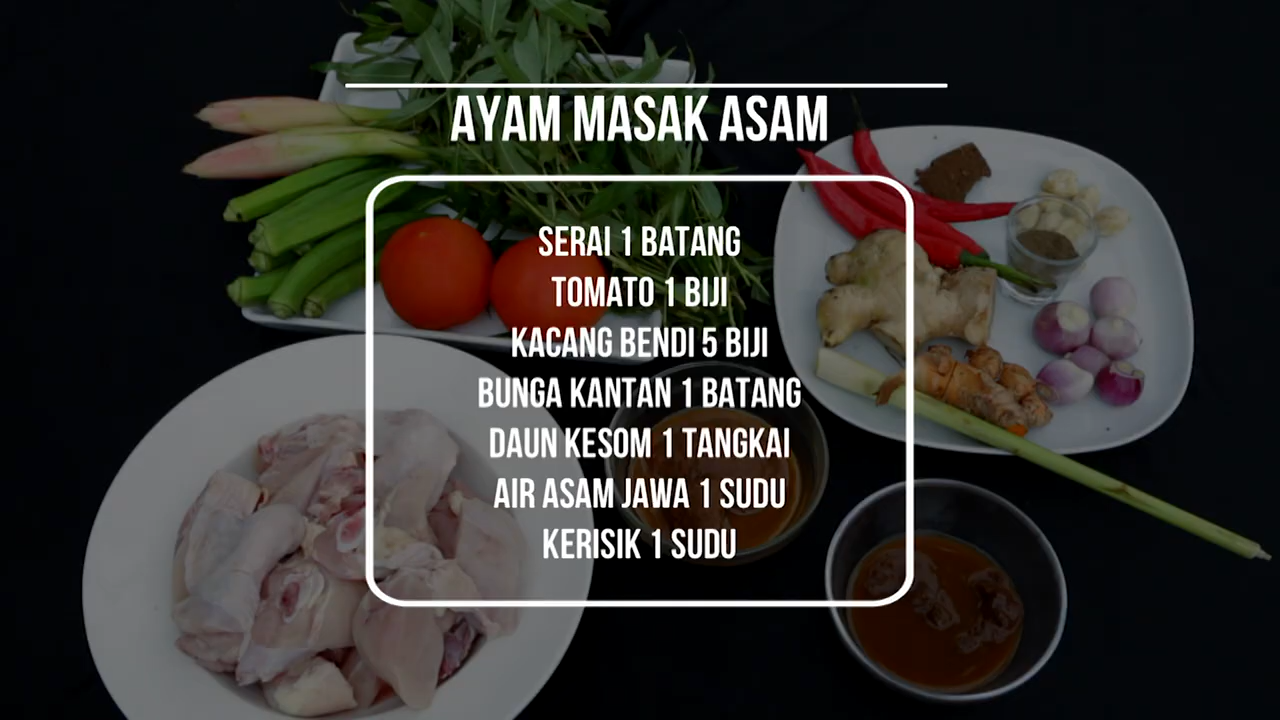 AYAM MASAK ASAM
SERAI 1 BATANG
TOMATO 1 BIJI
KACANG BENDI 5 BIJI
BUNGA KANTAN 1 BATANG
DAUN KESOM 1 TANGKAI
AIR ASAM JAWA 1 SUDU
KERISIK 1 SUDU